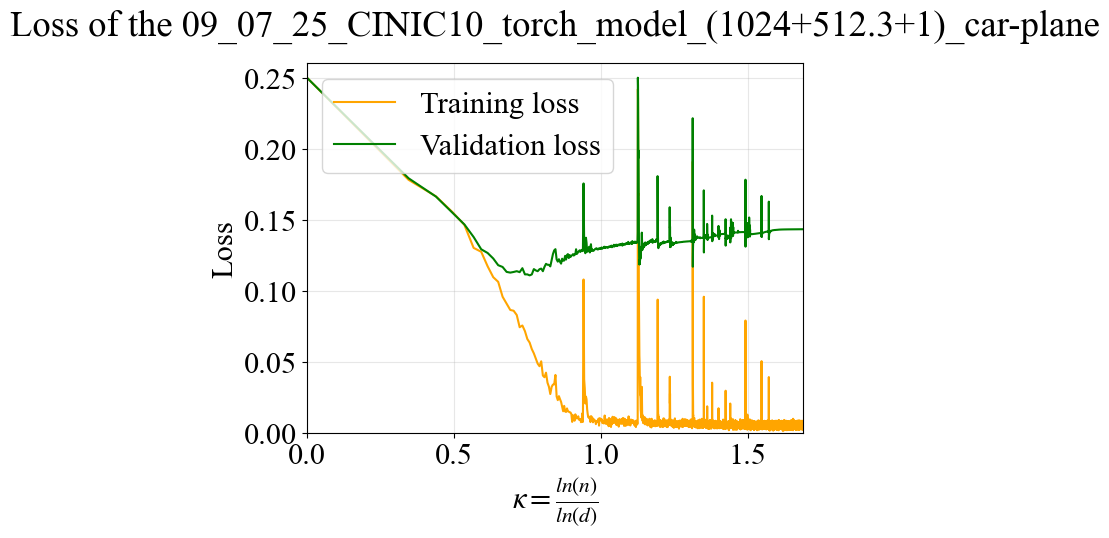 Loss of the 09_07_25_CINIC10_torch_model_(1024+512.3+1)_car-plane
Training loss
Validation loss
Loss
0.25
0.20
0.15
0.10
0.05
0.00
0.0 0.5 1.0 1.5
κ = ln(n) / ln(d)